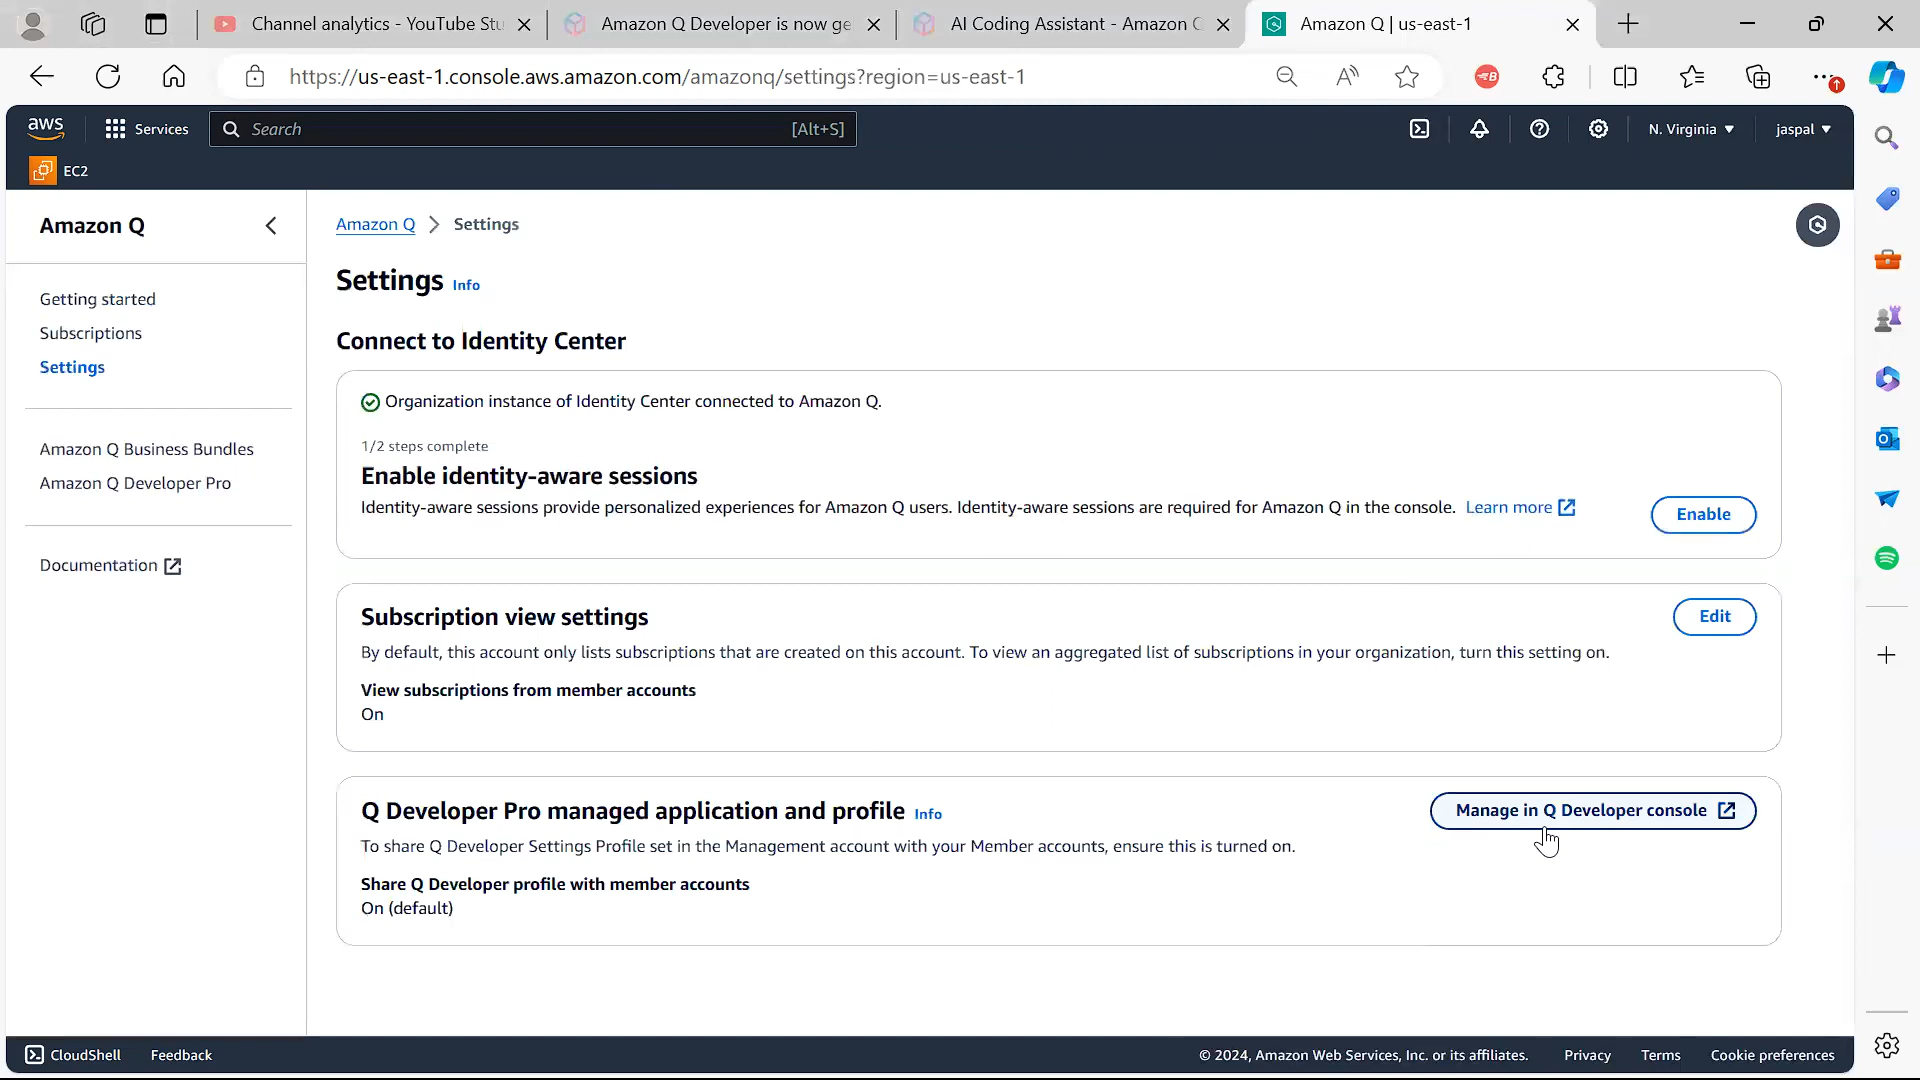 Channel analytics - YouTube Stu
Amazon Q Developer is now ge
AI Coding Assistant - Amazon Q
Amazon Q | us-east-1
https://us-east-1.console.aws.amazon.com/amazonq/settings?region=us-east-1
aws
Services
Search
[Alt+S]
N. Virginia
jaspal
EC2
Amazon Q
Getting started
Subscriptions
Settings
Amazon Q Business Bundles
Amazon Q Developer Pro
Documentation
Amazon Q > Settings
Settings Info
Connect to Identity Center
Organization instance of Identity Center connected to Amazon Q.
1/2 steps complete
Enable identity-aware sessions
Identity-aware sessions provide personalized experiences for Amazon Q users. Identity-aware sessions are required for Amazon Q in the console. Learn more
Enable
Subscription view settings
Edit
By default, this account only lists subscriptions that are created on this account. To view an aggregated list of subscriptions in your organization, turn this setting on.
View subscriptions from member accounts
On
Q Developer Pro managed application and profile Info
Manage in Q Developer console
To share Q Developer Settings Profile set in the Management account with your Member accounts, ensure this is turned on.
Share Q Developer profile with member accounts
On (default)
CloudShell
Feedback
© 2024, Amazon Web Services, Inc. or its affiliates.
Privacy
Terms
Cookie preferences